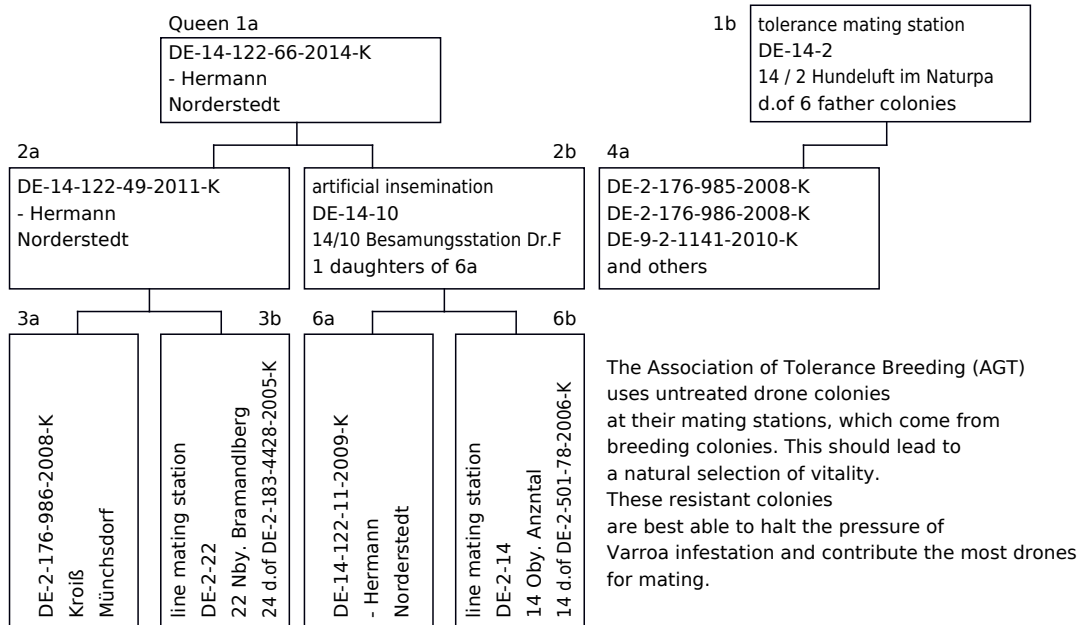 Queen 1a
DE-14-122-66-2014-K
- Hermann
Norderstedt
1b
tolerance mating station
DE-14-2
14 / 2 Hundeluft im Naturpa
d.of 6 father colonies
2a
DE-14-122-49-2011-K
- Hermann
Norderstedt
2b
artificial insemination
DE-14-10
14/10 Besamungsstation Dr.F
1 daughters of 6a
4a
DE-2-176-985-2008-K
DE-2-176-986-2008-K
DE-9-2-1141-2010-K
and others
3a
DE-2-176-986-2008-K
Kroiß
Münchsdorf
3b
line mating station
DE-2-22
22 Nby. Bramandlberg
24 d.of DE-2-183-4428-2005-K
6a
DE-14-122-11-2009-K
- Hermann
Norderstedt
6b
line mating station
DE-2-14
14 Oby. Anzntal
14 d.of DE-2-501-78-2006-K
The Association of Tolerance Breeding (AGT)
uses untreated drone colonies
at their mating stations, which come from
breeding colonies. This should lead to
a natural selection of vitality.
These resistant colonies
are best able to halt the pressure of
Varroa infestation and contribute the most drones
for mating.